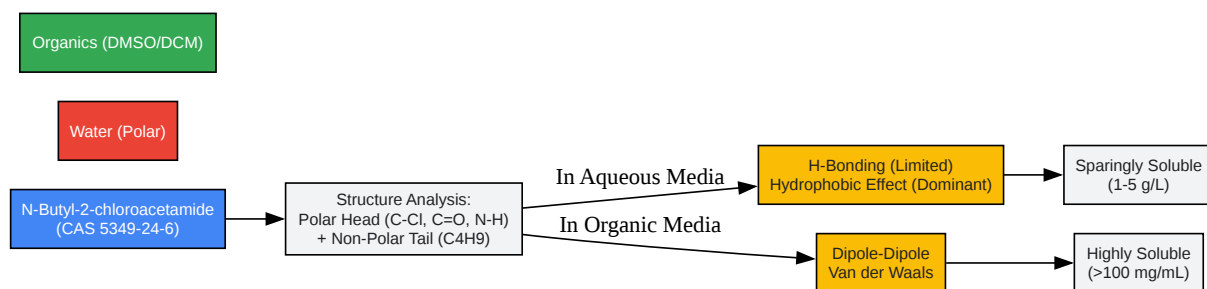 Organics (DMSO/DCM)
Water (Polar)
N-Butyl-2-chloroacetamide
(CAS 5349-24-6)
Structure Analysis:
Polar Head (C-Cl, C=O, N-H)
+ Non-Polar Tail (C4H9)
In Aqueous Media
In Organic Media
H-Bonding (Limited)
Hydrophobic Effect (Dominant)
Sparingly Soluble
(1-5 g/L)
Dipole-Dipole
Van der Waals
Highly Soluble
(>100 mg/mL)